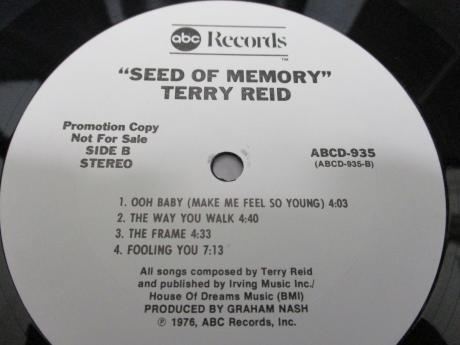 abc Records
TM
"SEED OF MEMORY"
TERRY REID
Promotion Copy
Not For Sale
SIDE B
STEREO
ABCD-935
(ABCD-935-B)
1. OOH BABY (MAKE ME FEEL SO YOUNG) 4:03
2. THE WAY YOU WALK 4:40
3. THE FRAME 4:33
4. FOOLING YOU 7:13
All songs composed by Terry Reid
and published by Irving Music Inc./
House Of Dreams Music (BMI)
PRODUCED BY GRAHAM NASH
℗ 1976, ABC Records, Inc.